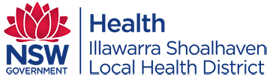 NSW
GOVERNMENT
Health
Illawarra Shoalhaven
Local Health District